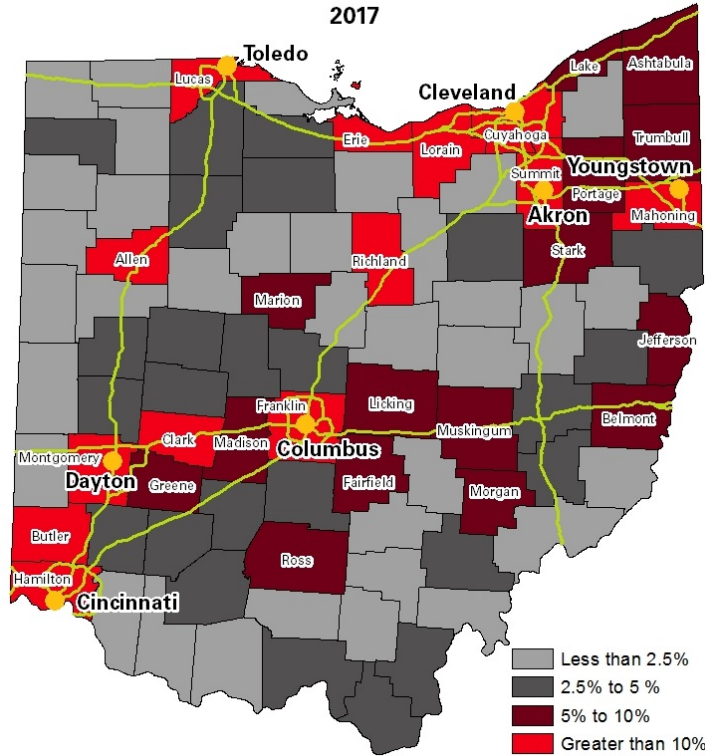 2017
Toledo
Lucas
Lake
Ashtabula
Cleveland
Cuyahoga
Erie
Lorain
Trumbull
Youngstown
Summit
Portage
Akron
Mahoning
Allen
Richland
Stark
Marion
Jefferson
Franklin
Licking
Clark
Madison
Columbus
Muskingum
Belmont
Montgomery
Dayton
Greene
Fairfield
Morgan
Butler
Ross
Hamilton
Cincinnati
Less than 2.5%
2.5% to 5 %
5% to 10%
Greater than 10%